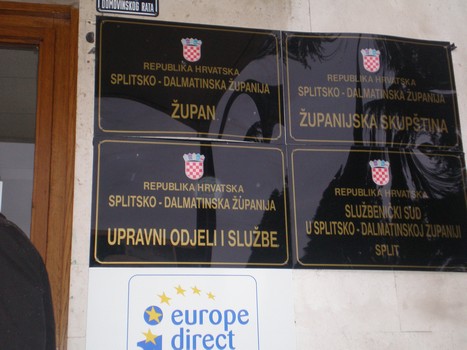 DOMOVINSKOG RATA
REPUBLIKA HRVATSKA
SPLITSKO - DALMATINSKA ŽUPANIJA
ŽUPAN
REPUBLIKA HRVATSKA
SPLITSKO - DALMATINSKA ŽUPANIJA
ŽUPANIJSKA SKUPŠTINA
REPUBLIKA HRVATSKA
SPLITSKO - DALMATINSKA ŽUPANIJA
UPRAVNI ODJELI I SLUŽBE
REPUBLIKA HRVATSKA
SLUŽBENIČKI SUD
U SPLITSKO - DALMATINSKOJ ŽUPANIJI
SPLIT
europe
direct